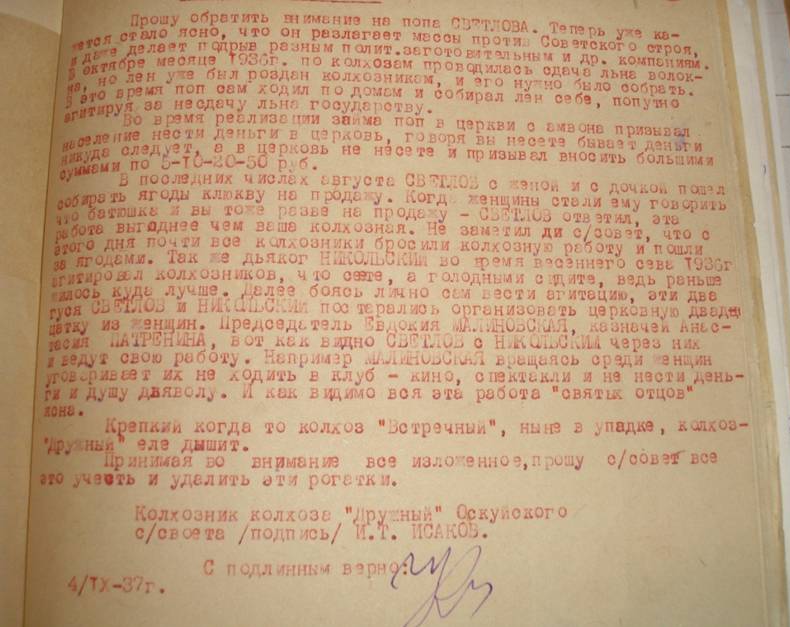 Прошу обратить внимание на попа СВЕТЛОВА. Теперь уже ка-
жется стало ясно, что он разлагает массы против Советского строя,
и даже делает подрыв разным полит.заготовительным и др. компаниям.
В октябре месяце 1936г. по колхозам проводилась сдача льна волок-
на, но лен уже был роздан колхозникам, и его нужно было собрать.
В это время поп сам ходил по домам и собирал лен себе, попутно
агитируя за несдачу льна государству.
Во время реализации займа поп в церкви с амвона призывал
население нести деньги в церковь, говоря вы несете бывает деньги
никуда следует, а в церковь не несете и призывал вносить большими
суммами по 5-10-20-30 руб.
В последних числах августа СВЕТЛОВ с женой и с дочкой пошел
собирать ягоды клюкву на продажу. Когда женщины стали ему говорить
что батюшка и вы тоже разве на продажу - СВЕТЛОВ ответил, эта
работа выгоднее чем ваша колхозная. Не заметил ли с/совет, что с
этого дня почти все колхозники бросили колхозную работу и пошли
за ягодами. Так же дьяког НИКОЛЬСКИЙ во время весеннего сева 1936г
агитировал колхозников, что сеете, а голодными сидите, ведь раньше
жилось куда лучше. Далее боясь лично сам вести агитацию, эти два
гуся СВЕТЛОВ и НИКОЛЬСКИЙ постарались организовать церковную двадц
цатку из женщин. Председатель Евдокия МАЛИНОВСКАЯ, казначей Анас-
тасия ПАТРЕНИНА, вот как видно СВЕТЛОВ с НИКОЛЬСКИМ через них
и ведут свою работу. Например МАЛИНОВСКАЯ вращаясь среди женщин
уговаривает их не ходить в клуб - кино, спектакли и не нести день-
ги и душу дьяволу. И как видимо вся эта работа "святых отцов"
кона.
Крепкий когда то колхоз "Встречный", ныне в упадке, колхоз-
"Дружный" еле дышит.
Принимая во внимание все изложенное,прошу с/совет все
это учесть и удалить эти рогатки.
Колхозник колхоза "Дружный" Оскуйского
с/своета /подпись/ И.Т. ИСАКОВ.
С подлинным верно:
4/IX-37г.